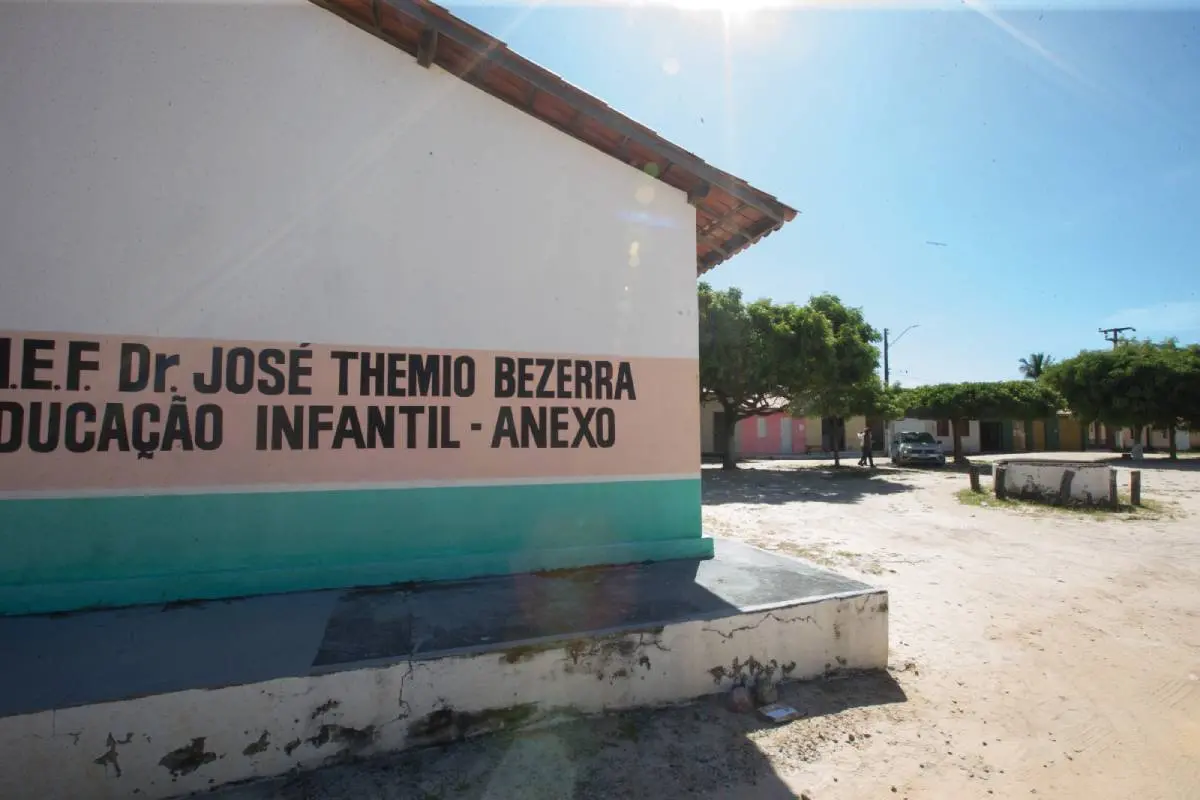 .E.F. Dr. JOSÉ THEMIO BEZERRA
DUCAÇÃO INFANTIL - ANEXO